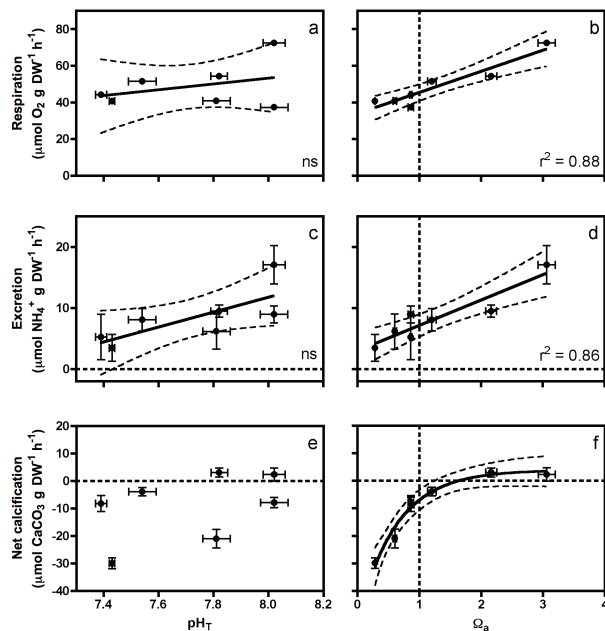 80
60
40
20
0
Respiration
(µmol O₂ g DW⁻¹ h⁻¹)
a
ns
b
r² = 0.88
20
10
0
Excretion
(µmol NH₄⁺ g DW⁻¹ h⁻¹)
c
ns
d
r² = 0.86
20
10
0
-10
-20
-30
-40
Net calcification
(µmol CaCO₃ g DW⁻¹ h⁻¹)
e
f
7.4 7.6 7.8 8.0 8.2
pH_T
0 1 2 3 4
Ωₐ